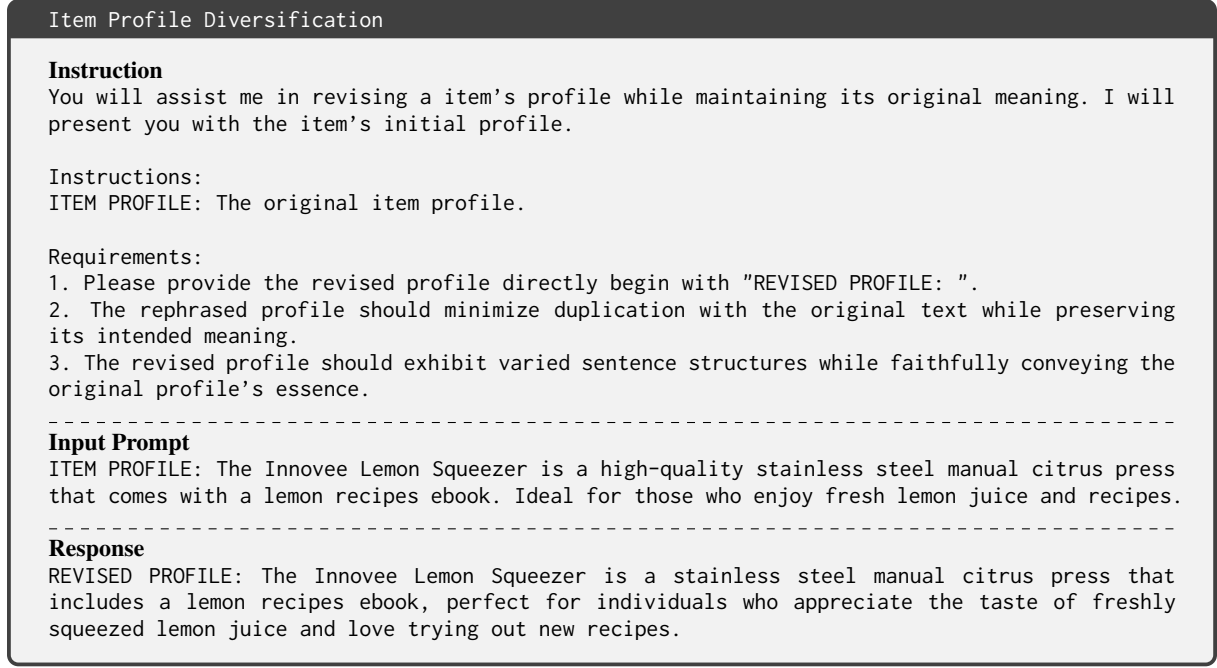 Item Profile Diversification
Instruction
You will assist me in revising a item's profile while maintaining its original meaning. I will
present you with the item's initial profile.
Instructions:
ITEM PROFILE: The original item profile.
Requirements:
1. Please provide the revised profile directly begin with "REVISED PROFILE: ".
2. The rephrased profile should minimize duplication with the original text while preserving
its intended meaning.
3. The revised profile should exhibit varied sentence structures while faithfully conveying the
original profile's essence.
Input Prompt
ITEM PROFILE: The Innovee Lemon Squeezer is a high-quality stainless steel manual citrus press
that comes with a lemon recipes ebook. Ideal for those who enjoy fresh lemon juice and recipes.
Response
REVISED PROFILE: The Innovee Lemon Squeezer is a stainless steel manual citrus press that
includes a lemon recipes ebook, perfect for individuals who appreciate the taste of freshly
squeezed lemon juice and love trying out new recipes.